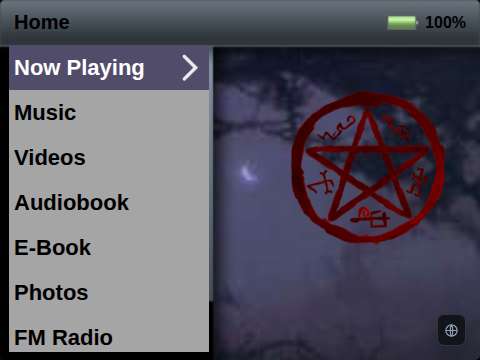 Home
100%
Now Playing
Music
Videos
Audiobook
E-Book
Photos
FM Radio